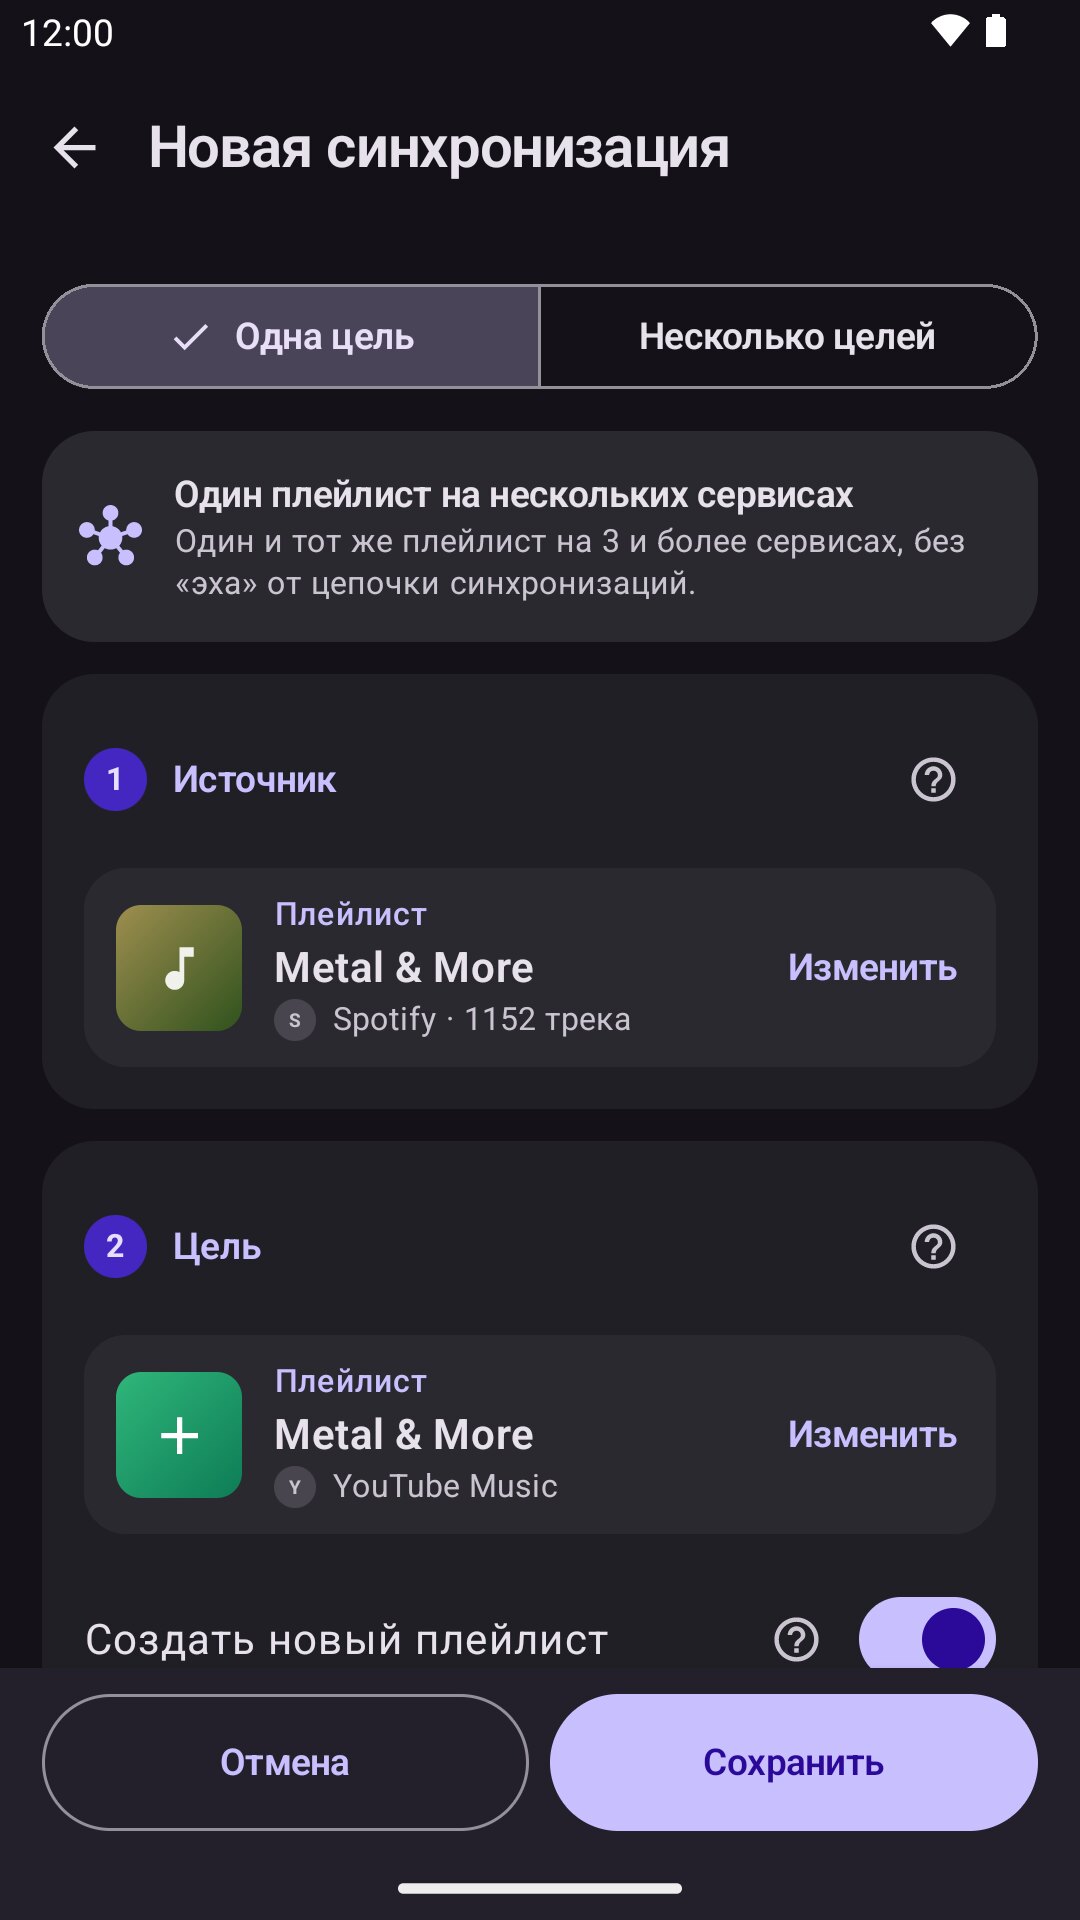 12:00
Новая синхронизация
Одна цель
Несколько целей
Один плейлист на нескольких сервисах
Один и тот же плейлист на 3 и более сервисах, без
«эха» от цепочки синхронизаций.
1
Источник
Плейлист
Metal & More
Изменить
S
Spotify · 1152 трека
2
Цель
Плейлист
Metal & More
Изменить
Y
YouTube Music
Создать новый плейлист
Отмена
Сохранить